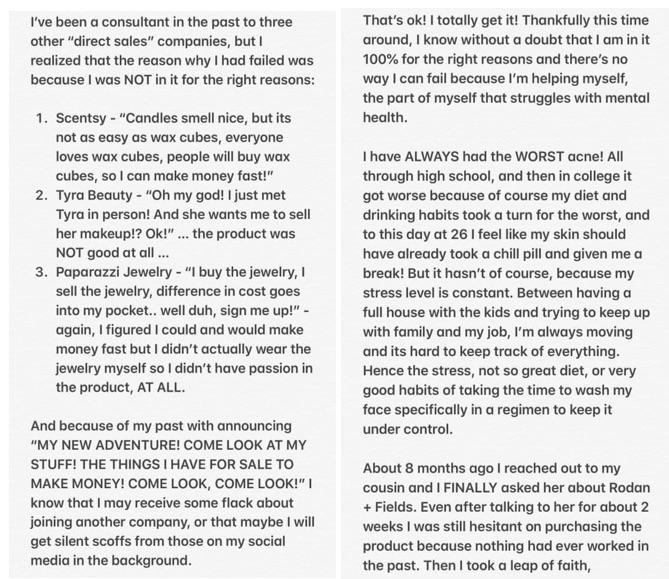 I've been a consultant in the past to three
other “direct sales” companies, but I
realized that the reason why I had failed was
because I was NOT in it for the right reasons:
1. Scentsy - “Candles smell nice, but its
not as easy as wax cubes, everyone
loves wax cubes, people will buy wax
cubes, so I can make money fast!”
2. Tyra Beauty - “Oh my god! I just met
Tyra in person! And she wants me to sell
her makeup!? Ok!” ... the product was
NOT good at all ...
3. Paparazzi Jewelry - “I buy the jewelry, I
sell the jewelry, difference in cost goes
into my pocket.. well duh, sign me up!” -
again, I figured I could and would make
money fast but I didn't actually wear the
jewelry myself so I didn't have passion in
the product, AT ALL.
And because of my past with announcing
“MY NEW ADVENTURE! COME LOOK AT MY
STUFF! THE THINGS I HAVE FOR SALE TO
MAKE MONEY! COME LOOK, COME LOOK!” I
know that I may receive some flack about
joining another company, or that maybe I will
get silent scoffs from those on my social
media in the background.
That's ok! I totally get it! Thankfully this time
around, I know without a doubt that I am in it
100% for the right reasons and there's no
way I can fail because I'm helping myself,
the part of myself that struggles with mental
health.
I have ALWAYS had the WORST acne! All
through high school, and then in college it
got worse because of course my diet and
drinking habits took a turn for the worst, and
to this day at 26 I feel like my skin should
have already took a chill pill and given me a
break! But it hasn't of course, because my
stress level is constant. Between having a
full house with the kids and trying to keep up
with family and my job, I'm always moving
and its hard to keep track of everything.
Hence the stress, not so great diet, or very
good habits of taking the time to wash my
face specifically in a regimen to keep it
under control.
About 8 months ago I reached out to my
cousin and I FINALLY asked her about Rodan
+ Fields. Even after talking to her for about 2
weeks I was still hesitant on purchasing the
product because nothing had ever worked in
the past. Then I took a leap of faith,